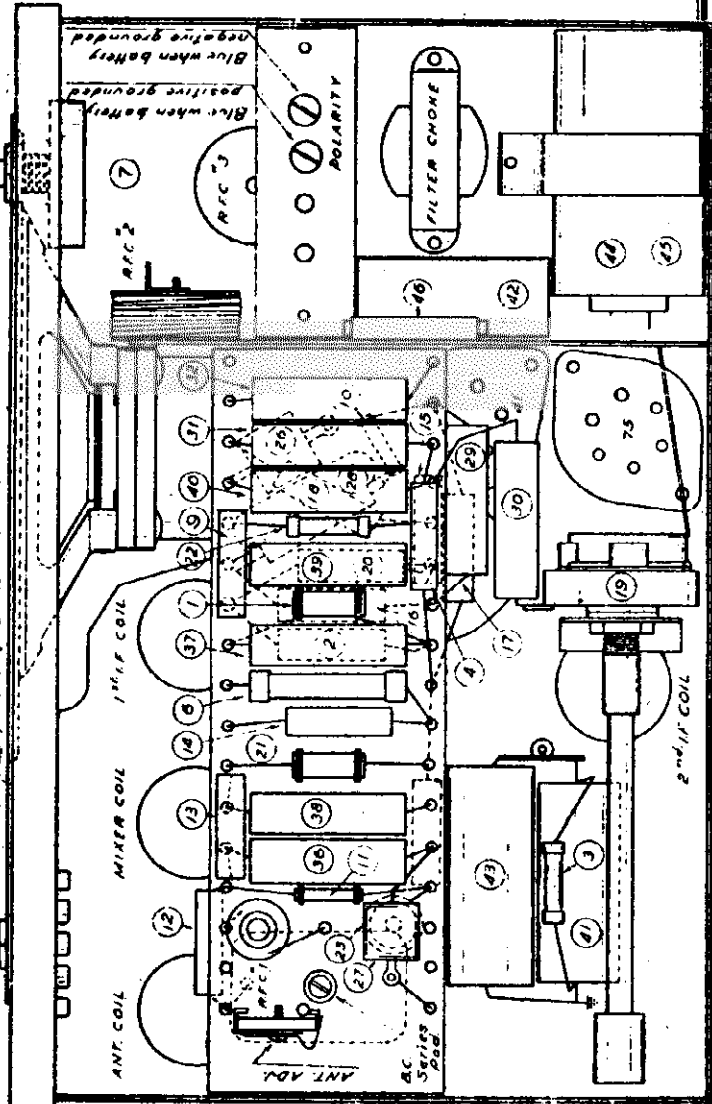 Blue when battery
negative grounded
Blue when battery
positive grounded
POLARITY
FILTER CHOKE
7
R.F.C. #3
R.F.C. #2
46
42
44
45
31
26
10
15
40
18
28
29
9
22
39
20
30
75
1
2
16
19
37
4
17
6
14
21
1st. I.F. COIL
13
38
36
11
43
3
41
2nd. I.F. COIL
MIXER COIL
12
25
27
R.F.C. 1
ANT. COIL
ANT. ADJ.
B.C.
Series
Pad.